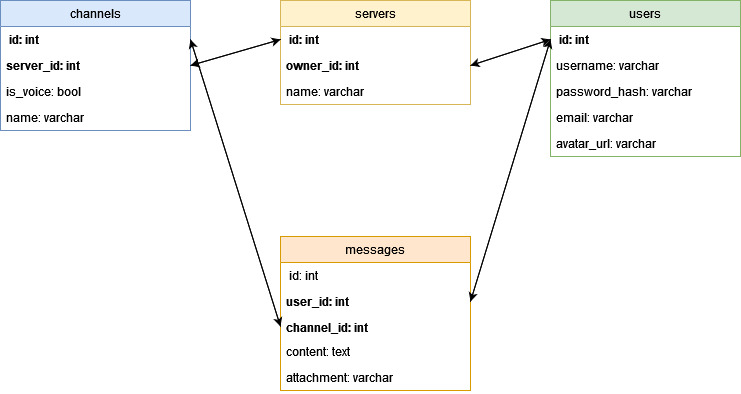 channels
id: int
server_id: int
is_voice: bool
name: varchar
servers
id: int
owner_id: int
name: varchar
users
id: int
username: varchar
password_hash: varchar
email: varchar
avatar_url: varchar
messages
id: int
user_id: int
channel_id: int
content: text
attachment: varchar